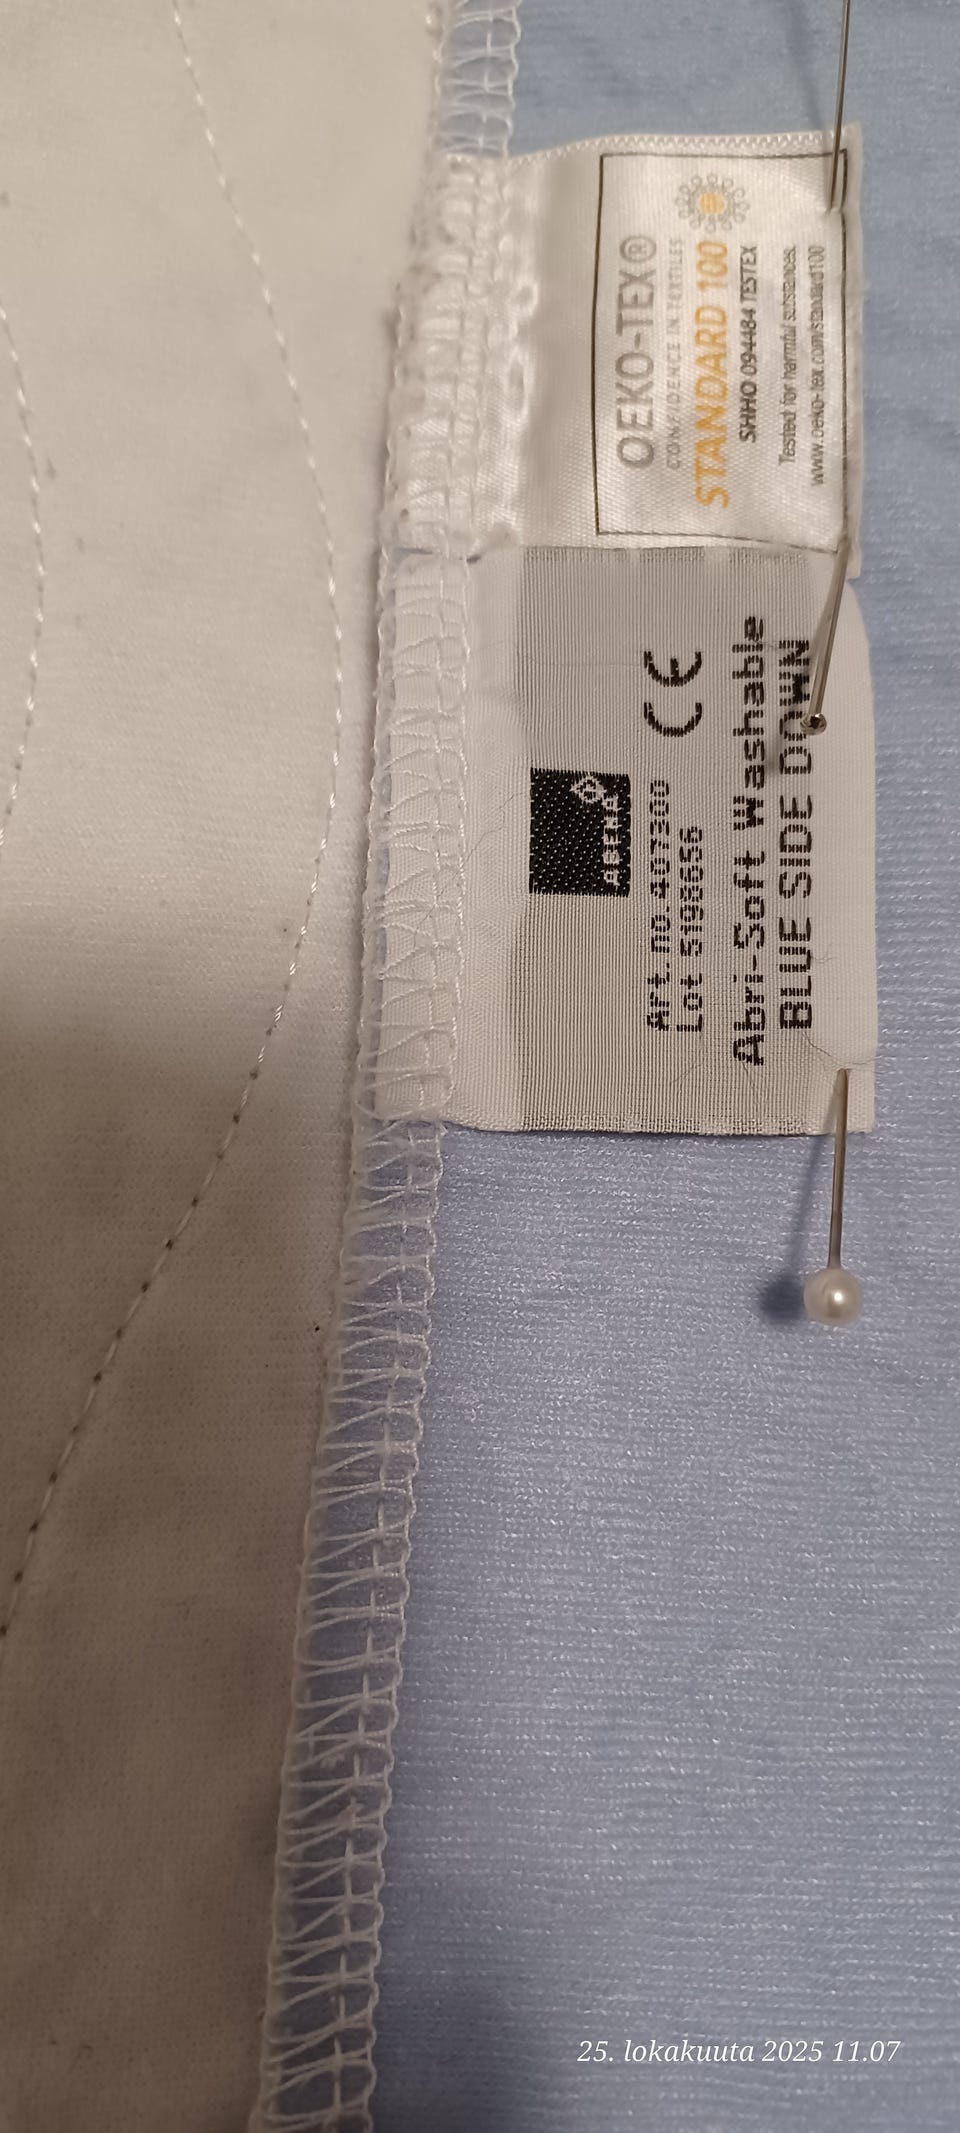 OEKO-TEX®
CONFIDENCE IN TEXTILES
STANDARD 100
SHHO 094484 TESTEX
Tested for harmful substances.
www.oeko-tex.com/standard100
ABENA
CE
Art.no.407300
Lot 5198656
Abri-Soft Washable
BLUE SIDE DOWN
25. lokakuuta 2025 11.07